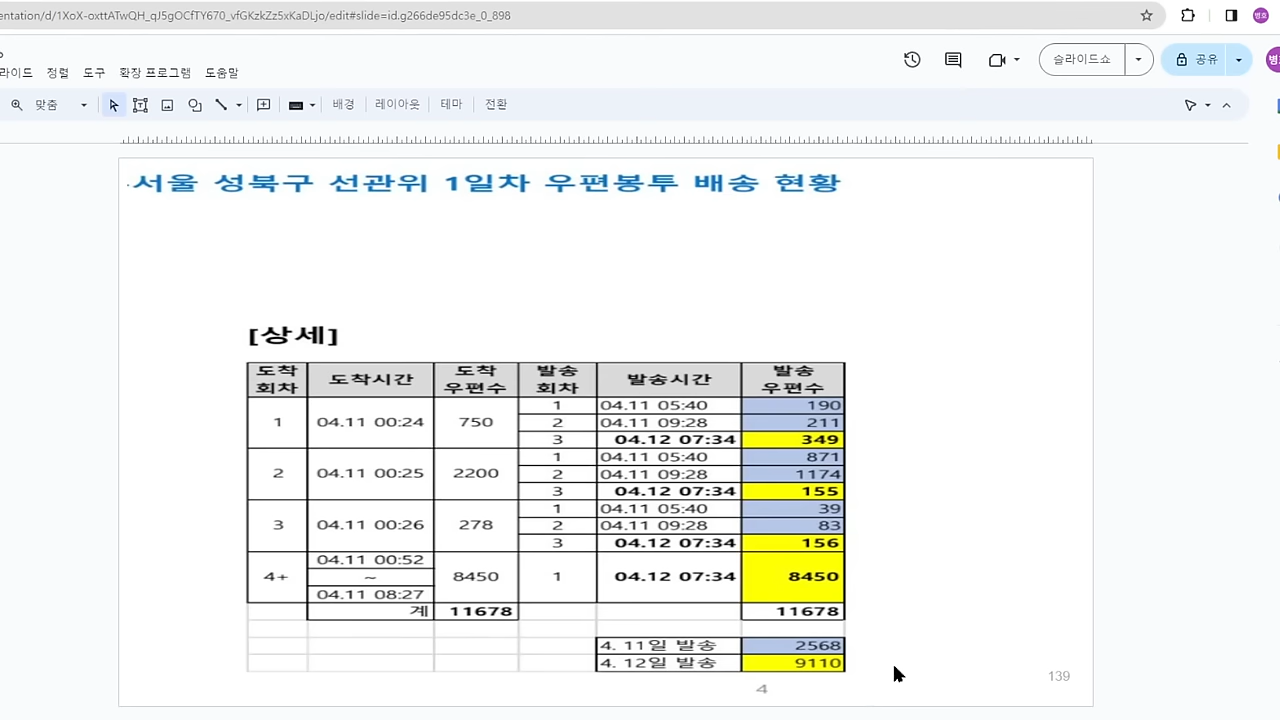 entation/d/1XoX-oxttATwQH_qJ5gOCfTY670_vfGKzkZz5xKaDLjo/edit#slide=id.g266de95dc3e_0_898
라이드 정렬 도구 확장 프로그램 도움말
슬라이드쇼
공유
맞춤
배경 레이아웃 테마 전환
서울 성북구 선관위 1일차 우편봉투 배송 현황
[상세]
도착 회차 도착시간 도착 우편수 발송 회차 발송시간 발송 우편수
1 04.11 00:24 750 1 04.11 05:40 190
2 04.11 09:28 211
3 04.12 07:34 349
2 04.11 00:25 2200 1 04.11 05:40 871
2 04.11 09:28 1174
3 04.12 07:34 155
3 04.11 00:26 278 1 04.11 05:40 39
2 04.11 09:28 83
3 04.12 07:34 156
4+ 04.11 00:52 ~ 04.11 08:27 8450 1 04.12 07:34 8450
계 11678 11678
4. 11일 발송 2568
4. 12일 발송 9110
139
4